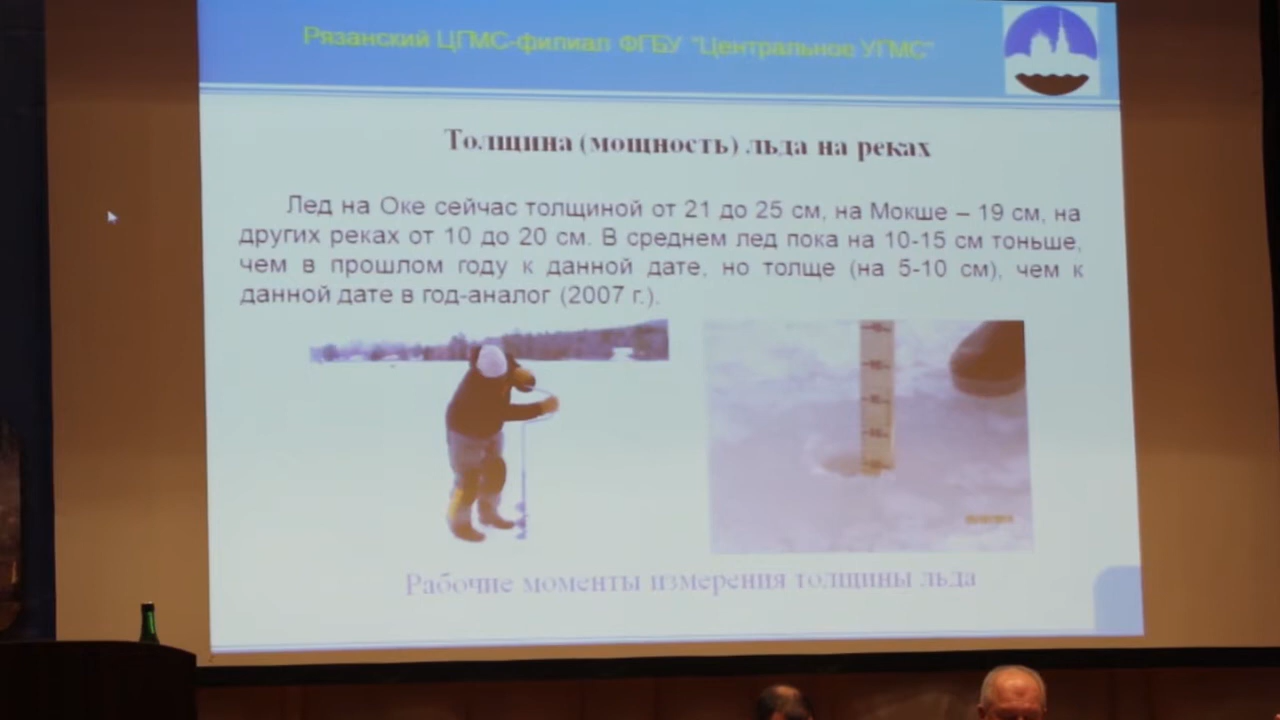 Рязанский ЦГМС-филиал ФГБУ "Центральное УГМС"
Толщина (мощность) льда на реках
Лед на Оке сейчас толщиной от 21 до 25 см, на Мокше – 19 см, на
других реках от 10 до 20 см. В среднем лед пока на 10-15 см тоньше,
чем в прошлом году к данной дате, но толще (на 5-10 см), чем к
данной дате в год-аналог (2007 г.).
Рабочие моменты измерения толщины льда